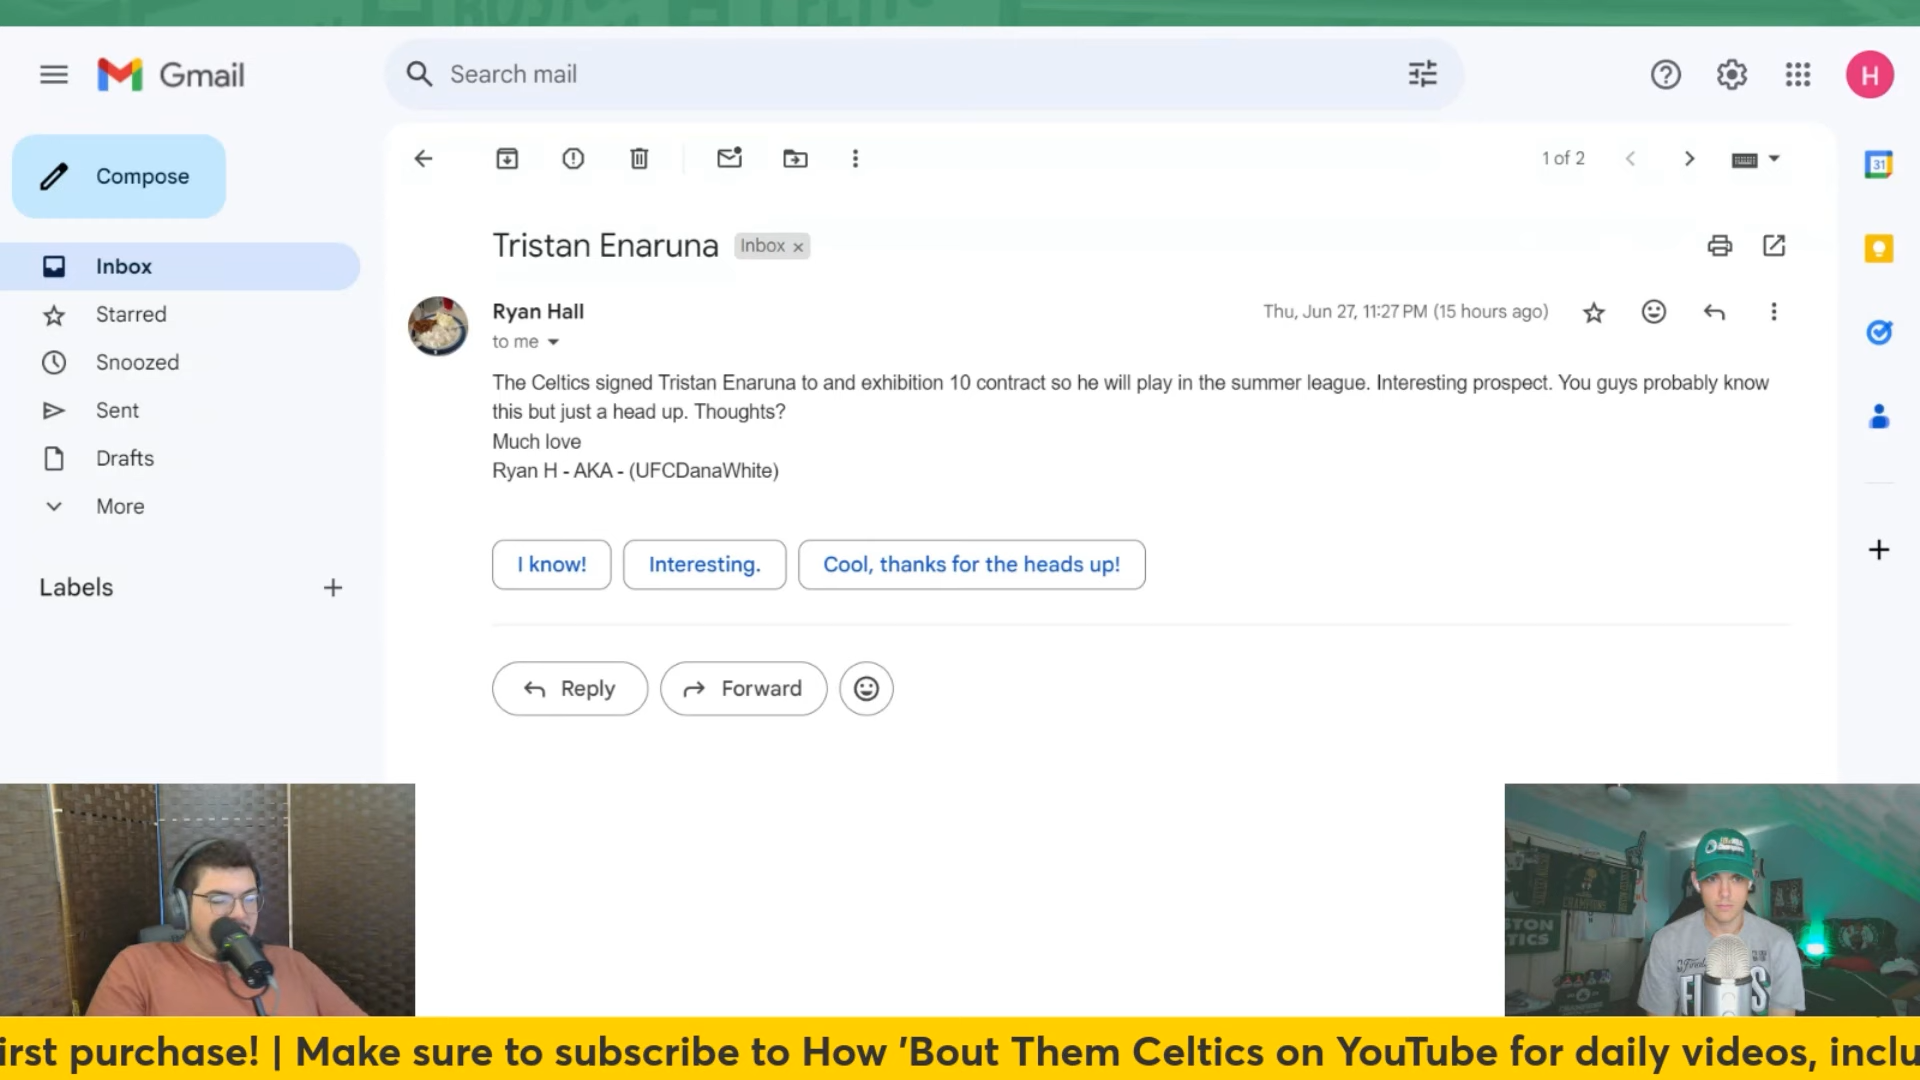 Gmail
Search mail
H
Compose
1 of 2
31
Tristan Enaruna
Inbox x
Inbox
Starred
Snoozed
Sent
Drafts
More
Labels
Ryan Hall
Thu, Jun 27, 11:27 PM (15 hours ago)
to me
The Celtics signed Tristan Enaruna to and exhibition 10 contract so he will play in the summer league. Interesting prospect. You guys probably know
this but just a head up. Thoughts?
Much love
Ryan H - AKA - (UFCDanaWhite)
I know!
Interesting.
Cool, thanks for the heads up!
Reply
Forward
irst purchase! | Make sure to subscribe to How 'Bout Them Celtics on YouTube for daily videos, inclu